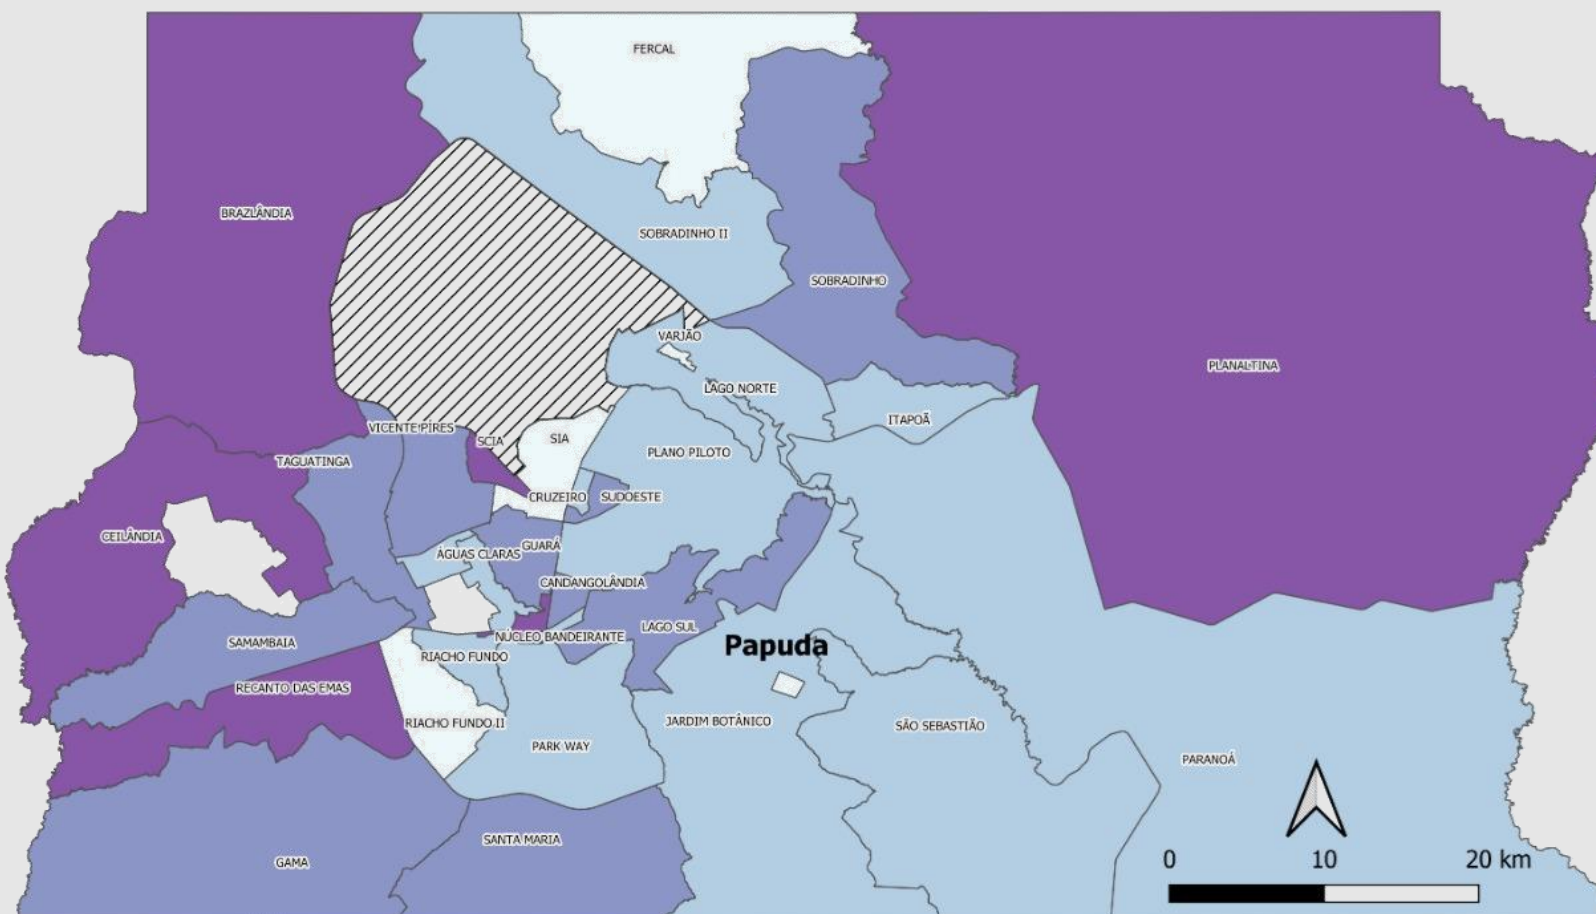 FERCAL
BRAZLÂNDIA
SOBRADINHO II
SOBRADINHO
VARJÃO
PLANALTINA
LAGO NORTE
ITAPOÃ
VICENTE PIRES
SCIA
SIA
PLANO PILOTO
TAGUATINGA
CRUZEIRO
SUDOESTE
CEILÂNDIA
ÁGUAS CLARAS
GUARÁ
CANDANGOLÂNDIA
LAGO SUL
NÚCLEO BANDEIRANTE
SAMAMBAIA
RIACHO FUNDO
Papuda
RECANTO DAS EMAS
RIACHO FUNDO II
JARDIM BOTÂNICO
SÃO SEBASTIÃO
PARK WAY
PARANOÁ
SANTA MARIA
GAMA
0 10 20 km